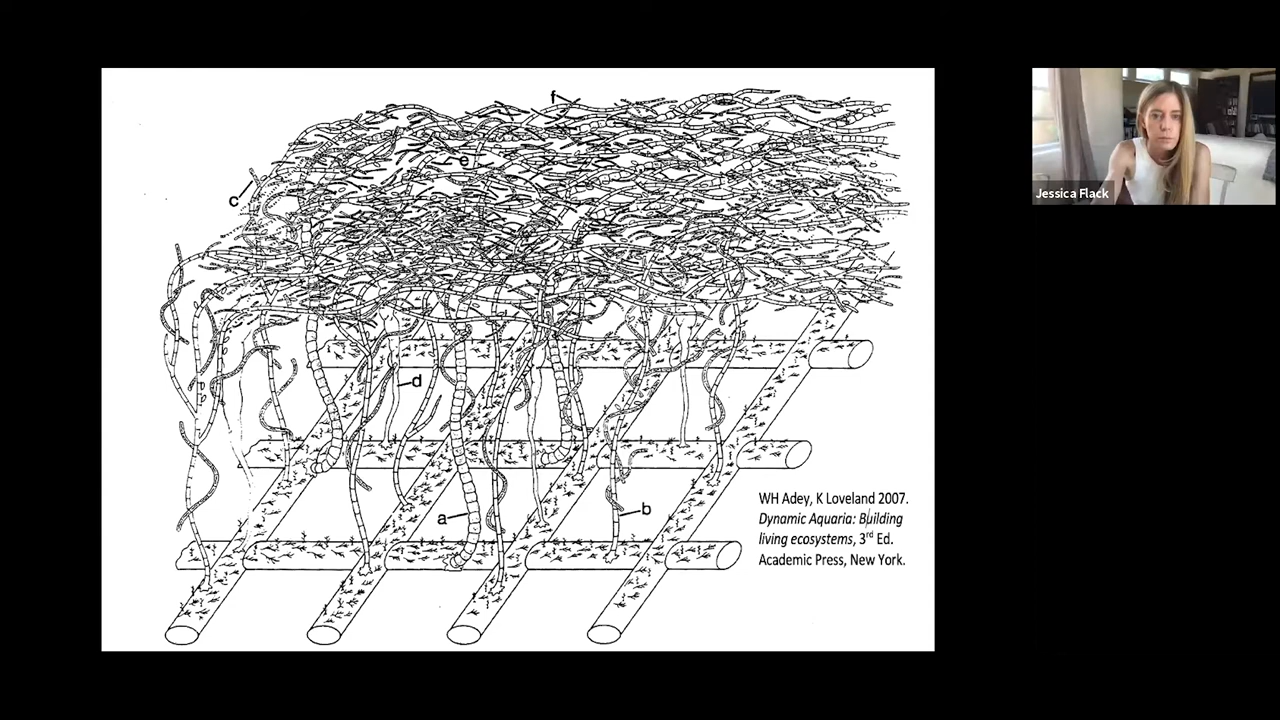 f
e
c
d
a
b
WH Adey, K Loveland 2007.
Dynamic Aquaria: Building
living ecosystems, 3rd Ed.
Academic Press, New York.
Jessica Flack